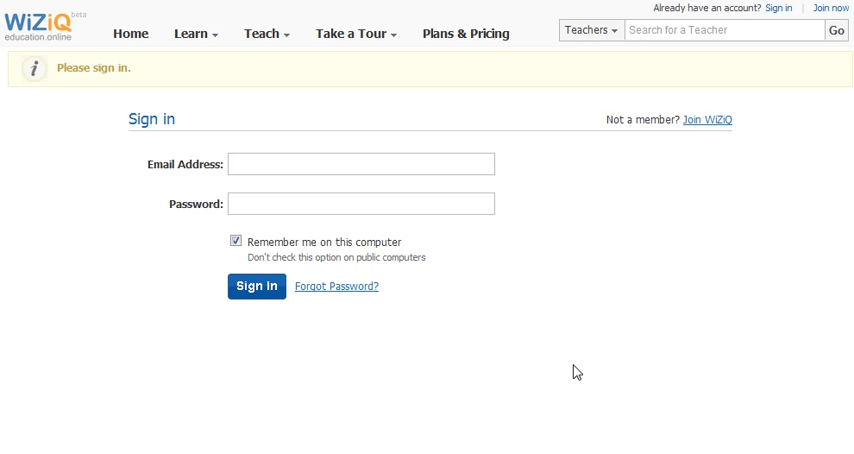 Already have an account? Sign in | Join now
WiZiQ beta
education.online
Home Learn Teach Take a Tour Plans & Pricing Teachers Search for a Teacher Go
i Please sign in.
Sign in Not a member? Join WiZiQ
Email Address:
Password:
Remember me on this computer
Don't check this option on public computers
Sign In Forgot Password?